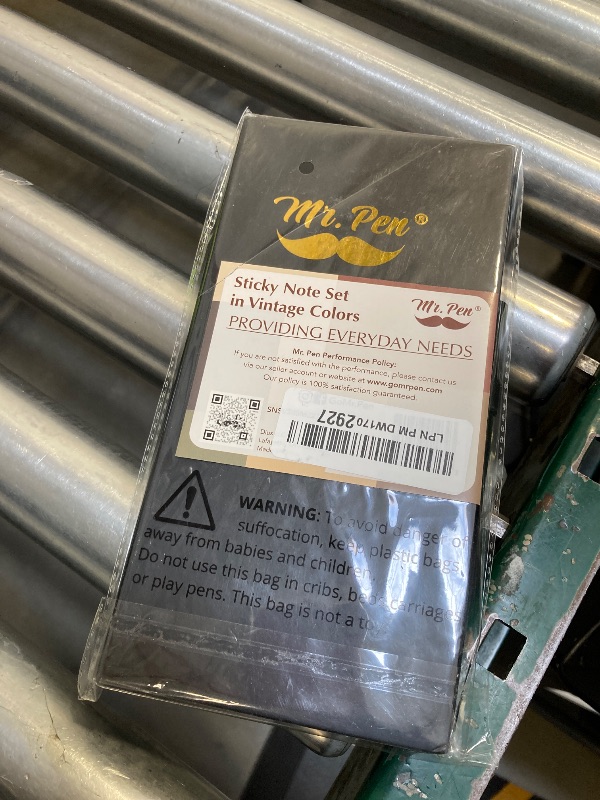 Mr. Pen®
Sticky Note Set
in Vintage Colors
Mr. Pen®
PROVIDING EVERYDAY NEEDS
Mr. Pen Performance Policy:
If you are not satisfied with the performance, please contact us
via our seller account or website at www.gomrpen.com
Our policy is 100% satisfaction guaranteed.
LPN PM DW170 2927
WARNING: To avoid danger of
suffocation, keep plastic bags
away from babies and children.
Do not use this bag in cribs, beds, carriages
or play pens. This bag is not a toy.